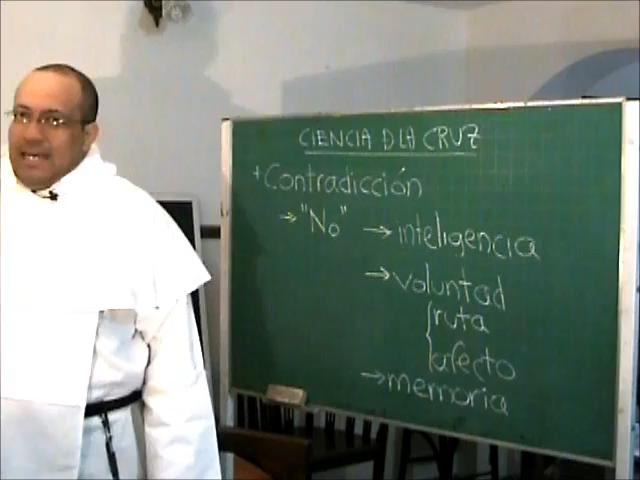 CIENCIA D LA CRUZ
+ Contradicción
→ "No" → inteligencia
→ voluntad
{ ruta
afecto
→ memoria